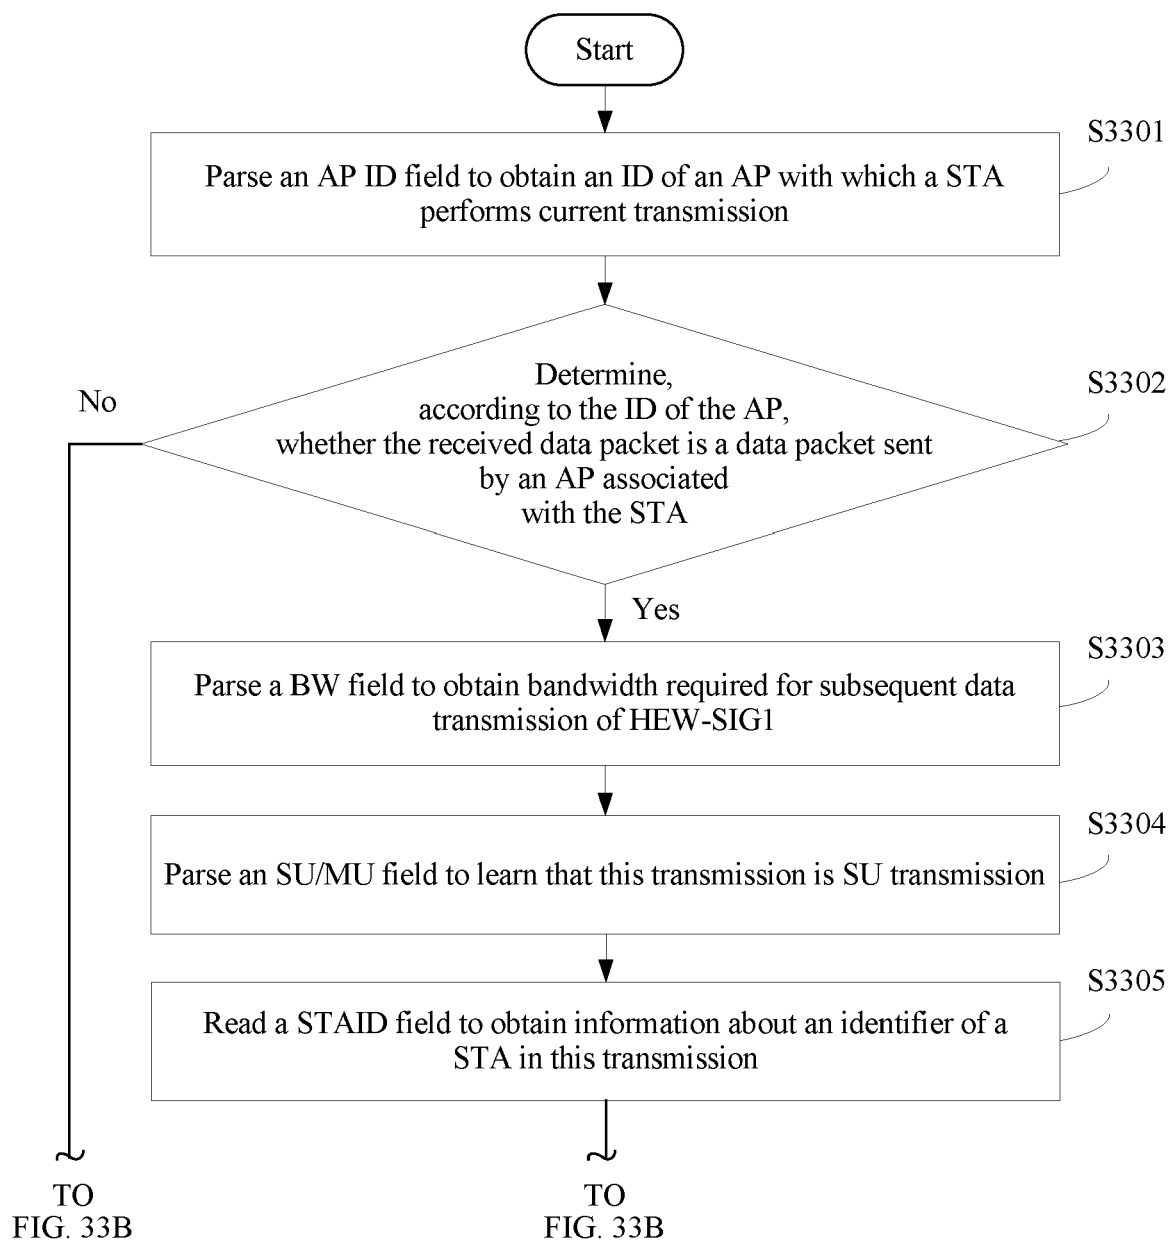 Start
S3301
Parse an AP ID field to obtain an ID of an AP with which a STA
performs current transmission
No
S3302
Determine,
according to the ID of the AP,
whether the received data packet is a data packet sent
by an AP associated
with the STA
Yes
S3303
Parse a BW field to obtain bandwidth required for subsequent data
transmission of HEW-SIG1
S3304
Parse an SU/MU field to learn that this transmission is SU transmission
S3305
Read a STAID field to obtain information about an identifier of a
STA in this transmission
TO
FIG. 33B
TO
FIG. 33B